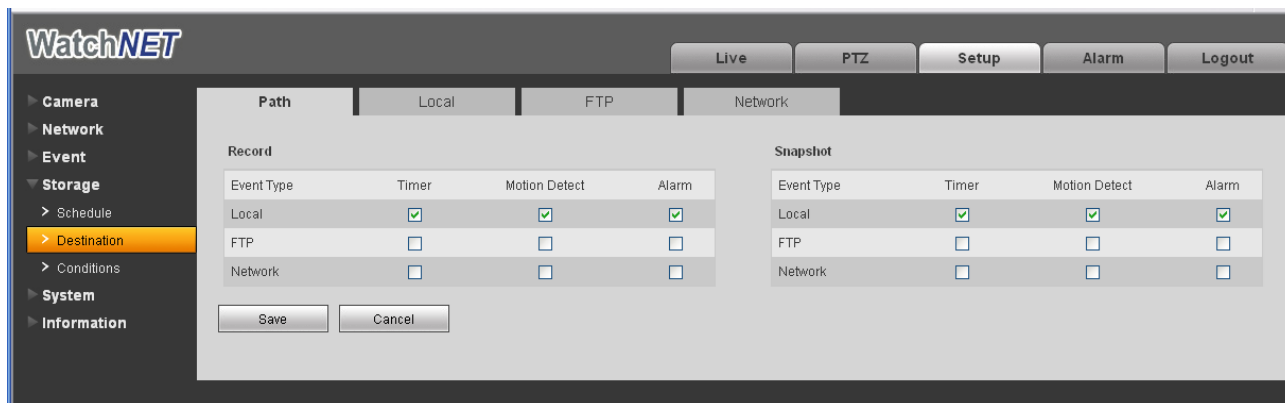 WatchNET
Live PTZ Setup Alarm Logout
Camera
Network
Event
Storage
> Schedule
> Destination
> Conditions
System
Information
Path Local FTP Network
Record
Event Type Timer Motion Detect Alarm
Local
FTP
Network
Snapshot
Event Type Timer Motion Detect Alarm
Local
FTP
Network
Save Cancel